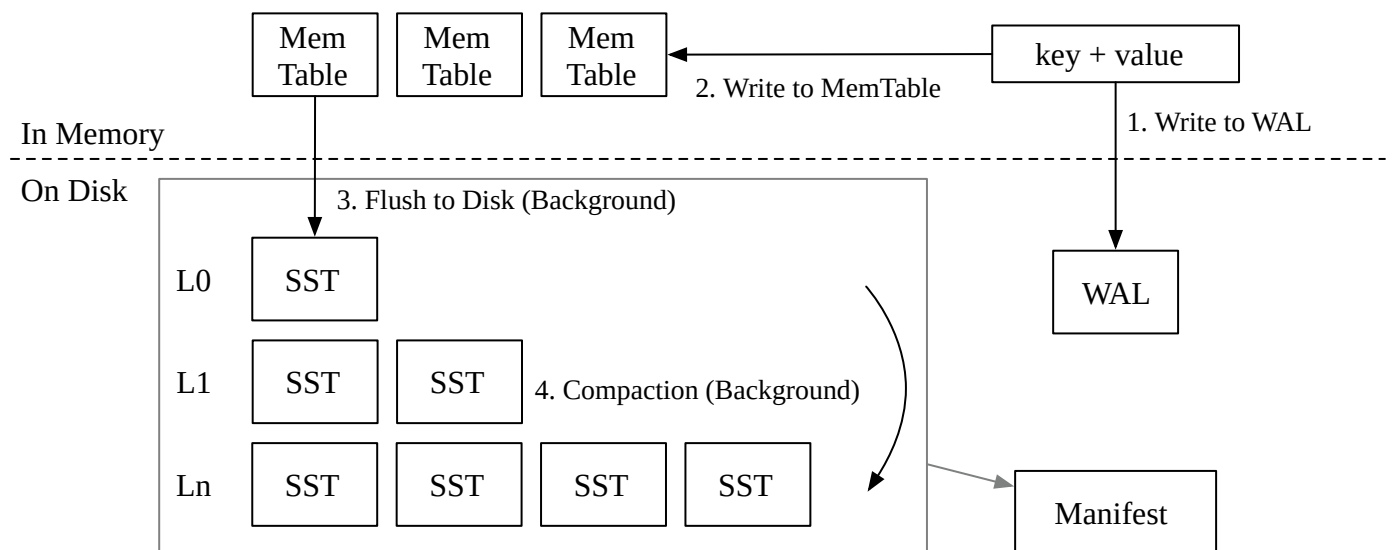 Mem
Table
Mem
Table
Mem
Table
key + value
2. Write to MemTable
1. Write to WAL
In Memory
On Disk
3. Flush to Disk (Background)
L0
SST
WAL
L1
SST
SST
4. Compaction (Background)
Ln
SST
SST
SST
SST
Manifest